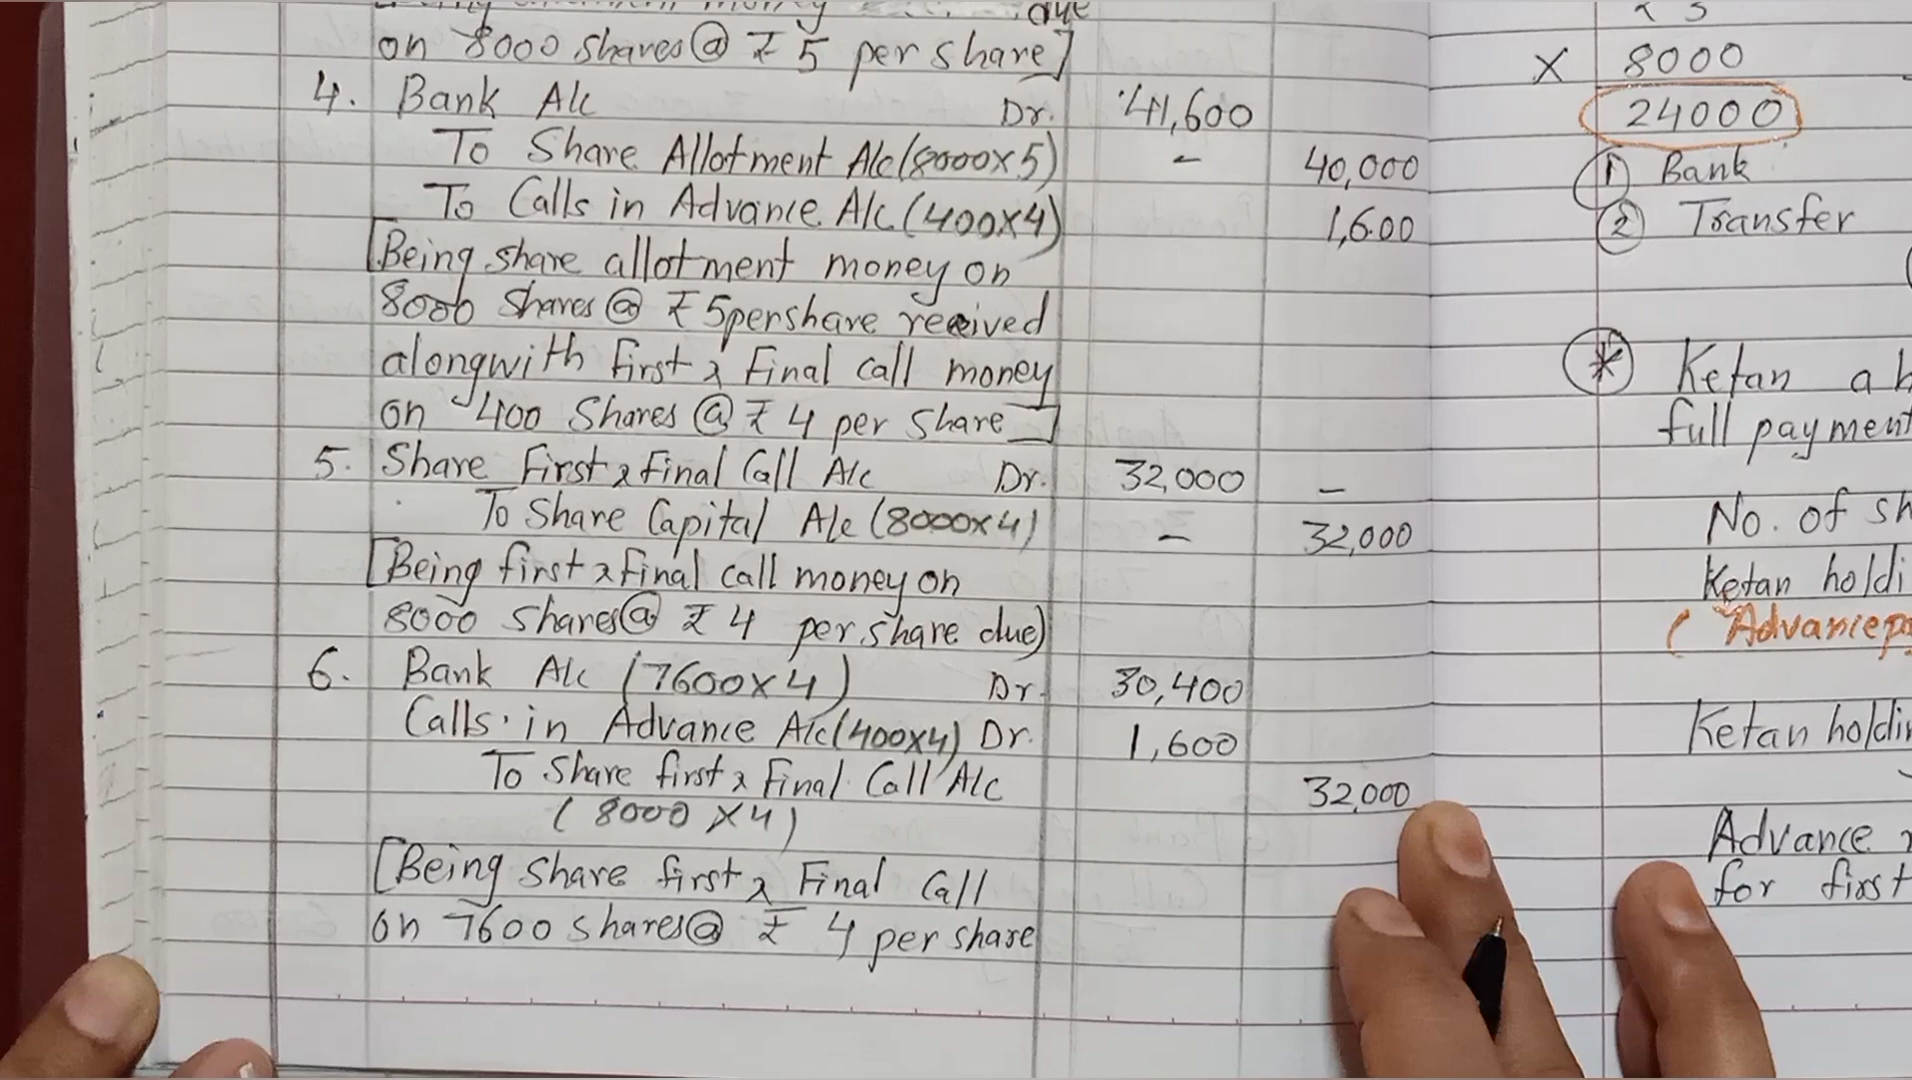 due
on 8000 shares @ ₹ 5 per share]
4. Bank A/c Dr. 41,600
To Share Allotment A/c (8000x5) - 40,000
To Calls in Advance A/c (400x4) 1,600
[Being share allotment money on
8000 shares @ ₹ 5 per share received
alongwith first & Final call money
on 400 Shares @ ₹ 4 per share]
5. Share First & Final Call A/c Dr. 32,000 -
To Share Capital A/c (8000x4) - 32,000
[Being first & Final call money on
8000 shares @ ₹ 4 per share due)
6. Bank A/c (7600x4) Dr. 30,400
Calls in Advance A/c (400x4) Dr. 1,600
To Share first & Final Call A/c 32,000
(8000 x4)
[Being Share first & Final Call
on 7600 shares @ ₹ 4 per share
x 8000
24000
① Bank
② Transfer
* Ketan
full payment
No. of
Ketan
(Advance
Ketan
Advance
for first